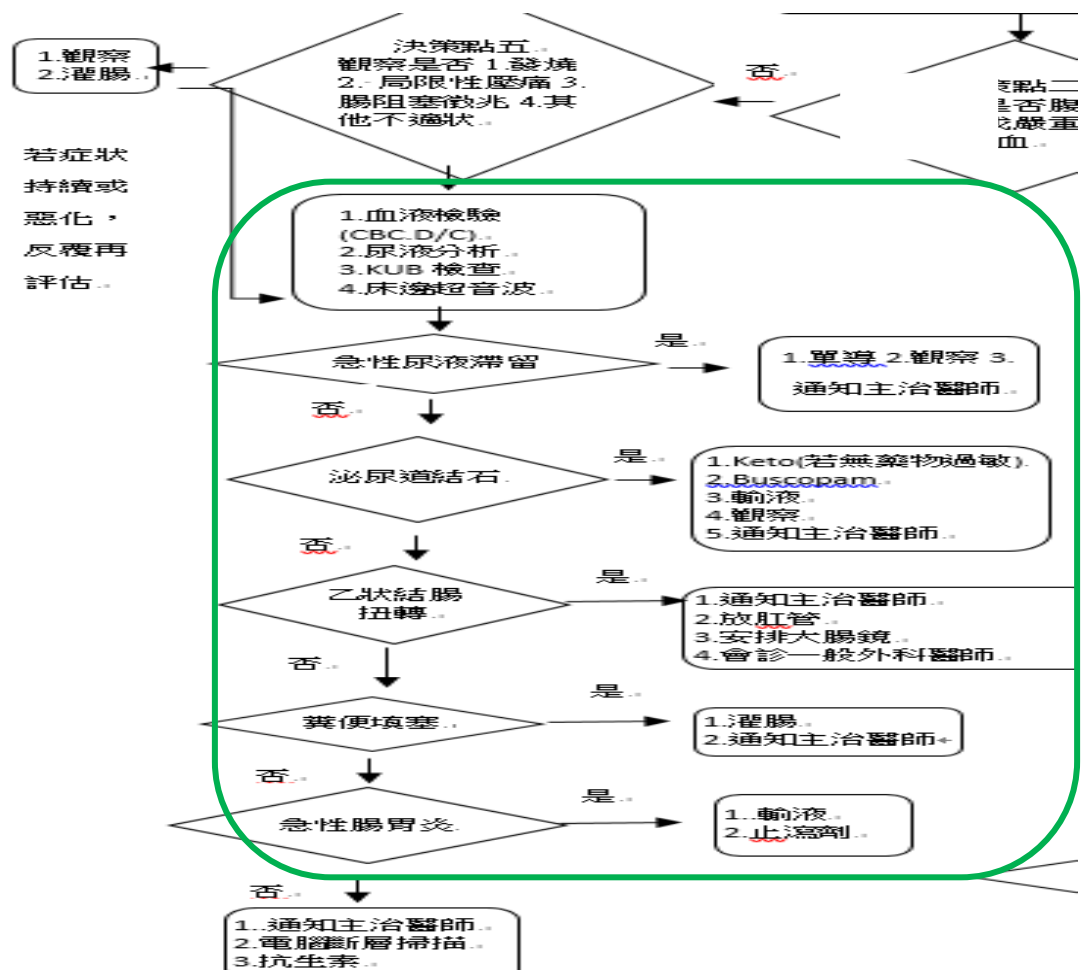 1.觀察
2.灌腸
決策點五
觀察是否 1.發燒
2. 局限性壓痛 3.
腸阻塞徵兆 4.其
他不適狀
否
點二
是否腹
嚴重
血
若症狀
持續或
惡化，
反覆再
評估
1.血液檢驗
(CBC.D/C)
2.尿液分析
3.KUB 檢查
4.床邊超音波
急性尿液滯留
是
1.單導 2.觀察 3.
通知主治醫師
否
泌尿道結石
是
1.Keto(若無藥物過敏)
2.Buscopam
3.輸液
4.觀察
5.通知主治醫師
否
乙狀結腸
扭轉
是
1.通知主治醫師
2.放肛管
3.安排大腸鏡
4.會診一般外科醫師
否
糞便填塞
是
1.灌腸
2.通知主治醫師
否
急性腸胃炎
是
1..輸液
2.止瀉劑
否
1..通知主治醫師
2.電腦斷層掃描
3.抗生素